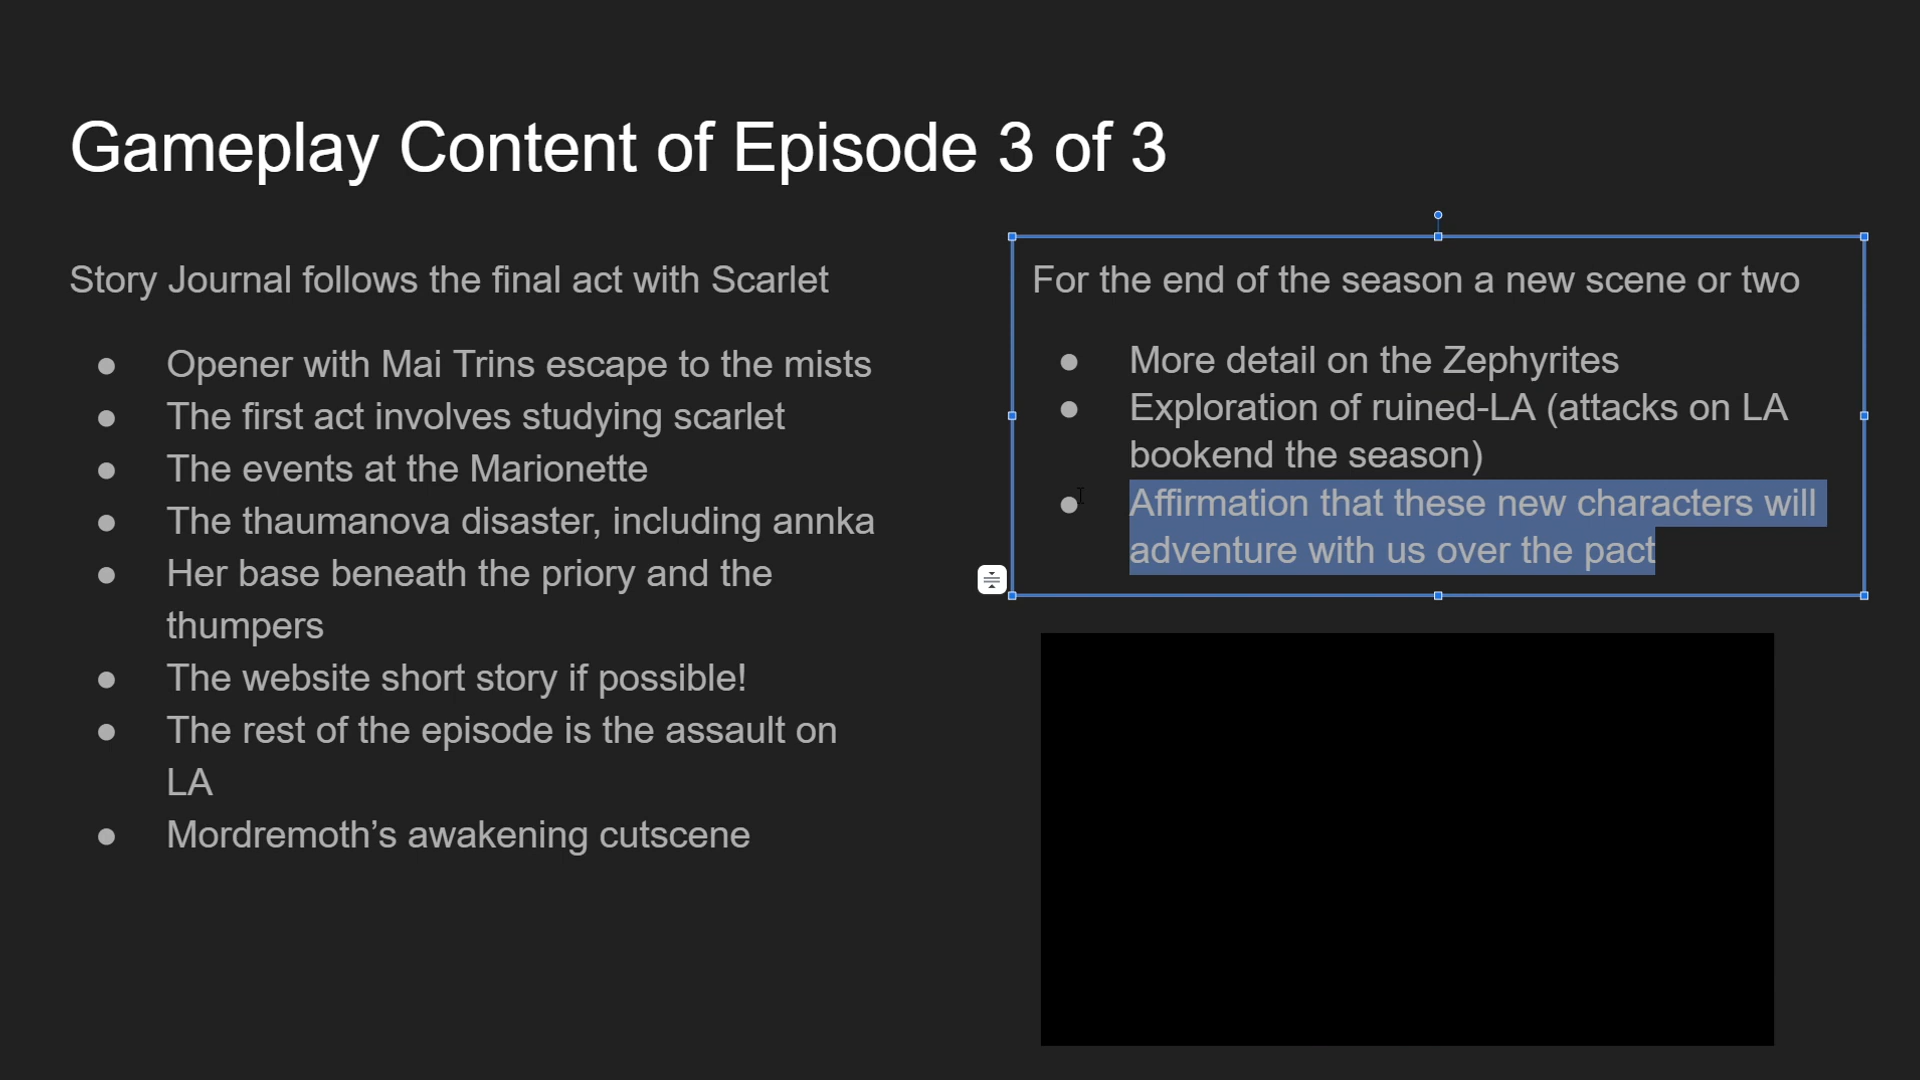 Gameplay Content of Episode 3 of 3
Story Journal follows the final act with Scarlet
● Opener with Mai Trins escape to the mists
● The first act involves studying scarlet
● The events at the Marionette
● The thaumanova disaster, including annka
● Her base beneath the priory and the
thumpers
● The website short story if possible!
● The rest of the episode is the assault on
LA
● Mordremoth’s awakening cutscene
For the end of the season a new scene or two
● More detail on the Zephyrites
● Exploration of ruined-LA (attacks on LA
bookend the season)
● Affirmation that these new characters will
adventure with us over the pact